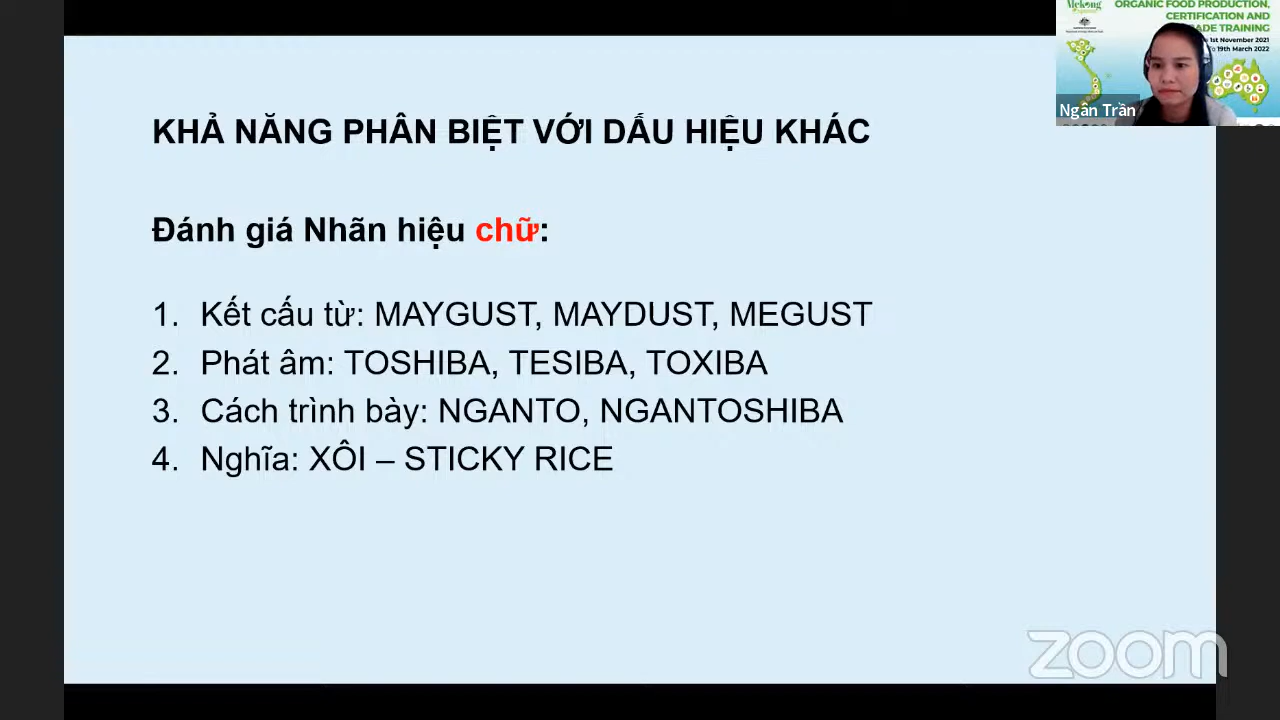 KHẢ NĂNG PHÂN BIỆT VỚI DẤU HIỆU KHÁC
Đánh giá Nhãn hiệu chữ:
1. Kết cấu từ: MAYGUST, MAYDUST, MEGUST
2. Phát âm: TOSHIBA, TESIBA, TOXIBA
3. Cách trình bày: NGANTO, NGANTOSHIBA
4. Nghĩa: XÔI – STICKY RICE
Mekong
ORGANIC FOOD PRODUCTION,
CERTIFICATION AND
TRAINING
1st November 2021
19th March 2022
Ngân Trần
zoom